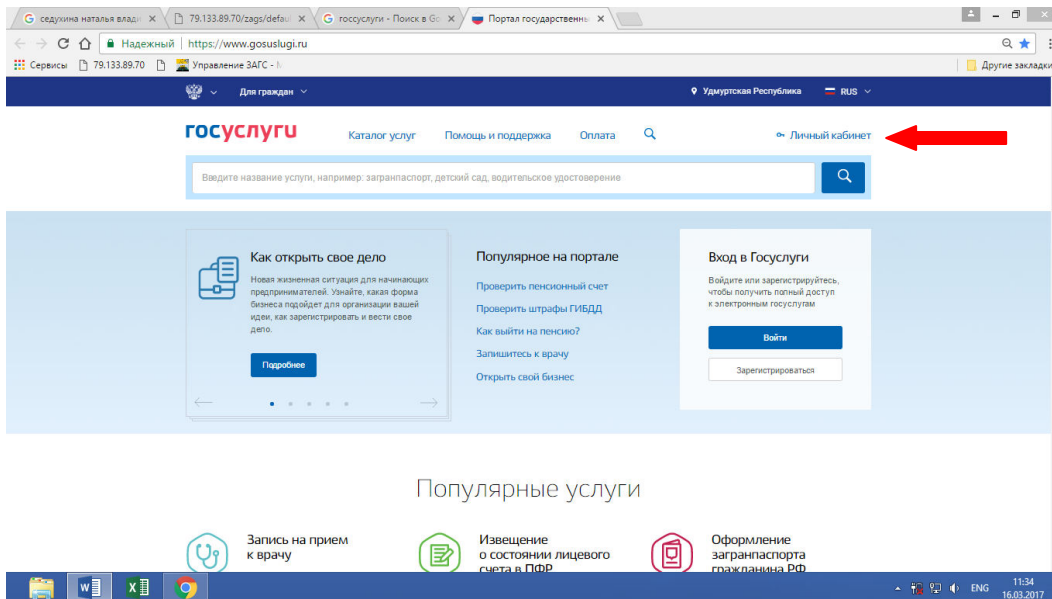 седухина наталья влади
79.133.89.70/zags/defau
госсуслуги - Поиск в Go
Портал государственны
Надежный https://www.gosuslugi.ru
Сервисы 79.133.89.70 Управление ЗАГС -
Другие закладки
Для граждан
Удмуртская Республика RUS
госуслуги
Каталог услуг Помощь и поддержка Оплата Личный кабинет
Введите название услуги, например: загранпаспорт, детский сад, водительское удостоверение
Как открыть свое дело
Новая жизненная ситуация для начинающих
предпринимателей. Узнайте, какая форма
бизнеса подойдет для организации вашей
идеи, как зарегистрировать и вести свое
дело.
Подробнее
Популярное на портале
Проверить пенсионный счет
Проверить штрафы ГИБДД
Как выйти на пенсию?
Запишитесь к врачу
Открыть свой бизнес
Вход в Госуслуги
Войдите или зарегистрируйтесь,
чтобы получить полный доступ
к электронным госуслугам
Войти
Зарегистрироваться
Популярные услуги
Запись на прием
к врачу
Извещение
о состоянии лицевого
счета в ПФР
Оформление
загранпаспорта
гражданина РФ
ENG 11:34
16.03.2017